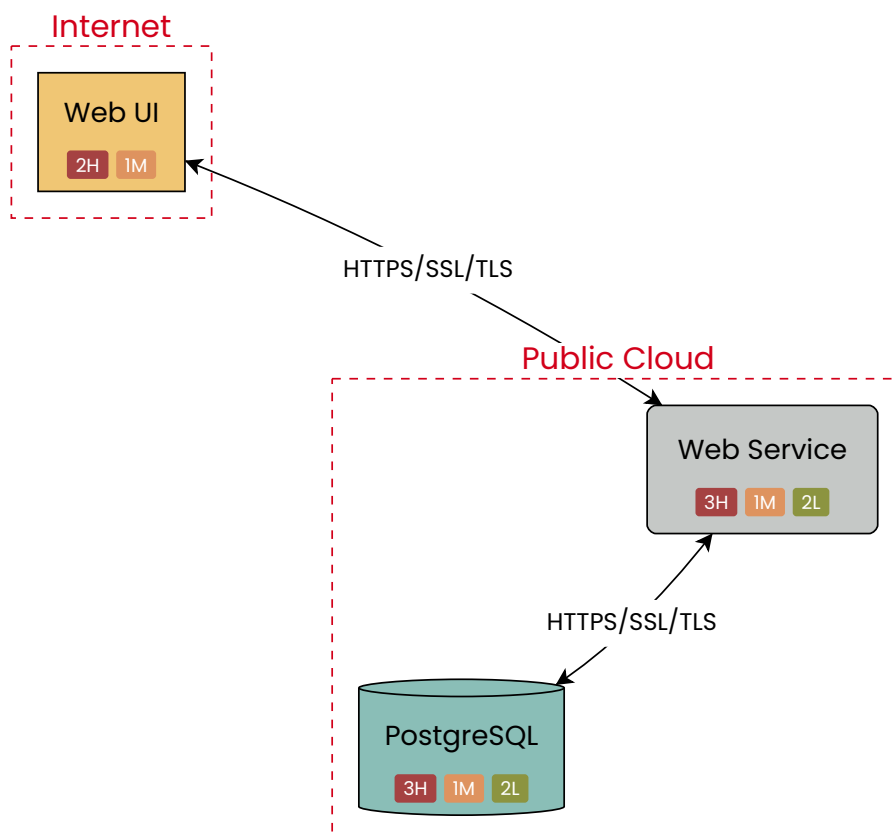 Internet
Web UI
2H 1M
HTTPS/SSL/TLS
Public Cloud
Web Service
3H 1M 2L
HTTPS/SSL/TLS
PostgreSQL
3H 1M 2L